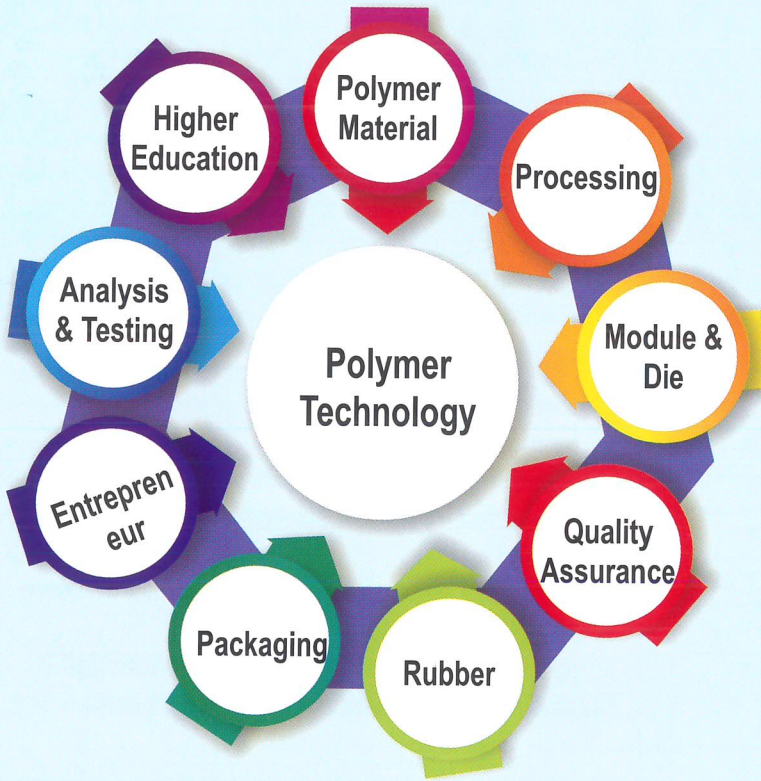 Polymer
Material
Processing
Module &
Die
Quality
Assurance
Rubber
Packaging
Entrepren
eur
Analysis
& Testing
Higher
Education
Polymer
Technology